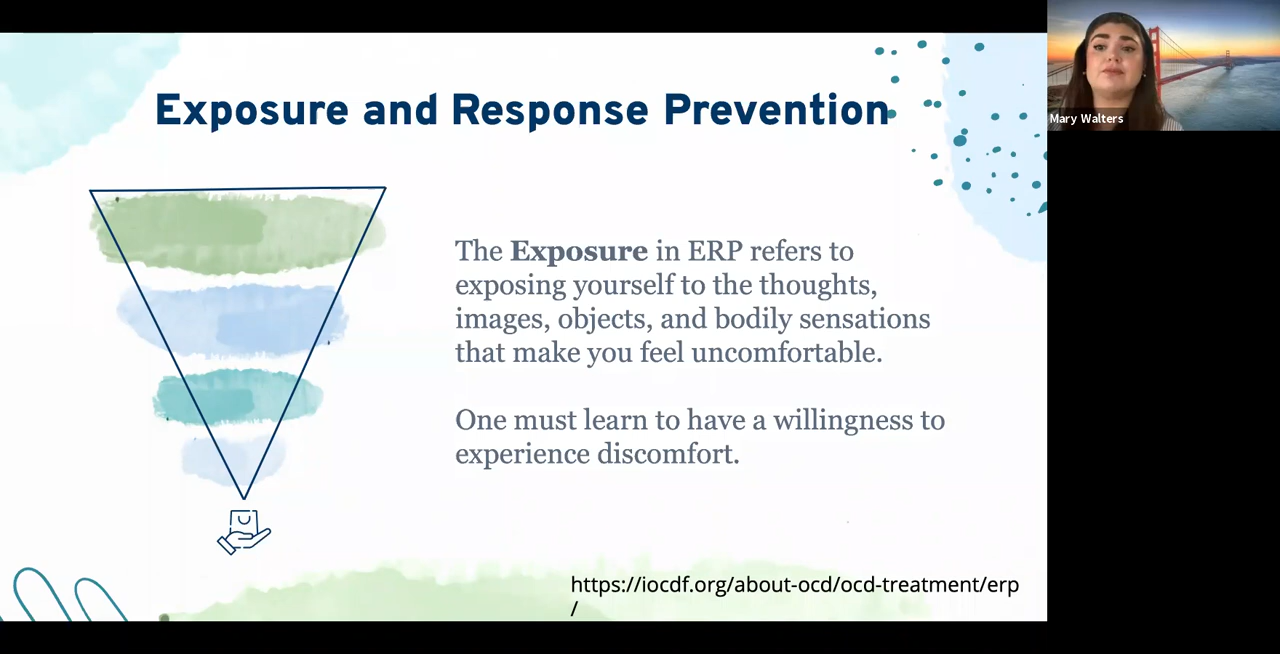 Exposure and Response Prevention
The Exposure in ERP refers to
exposing yourself to the thoughts,
images, objects, and bodily sensations
that make you feel uncomfortable.
One must learn to have a willingness to
experience discomfort.
https://iocdf.org/about-ocd/ocd-treatment/erp
/
Mary Walters